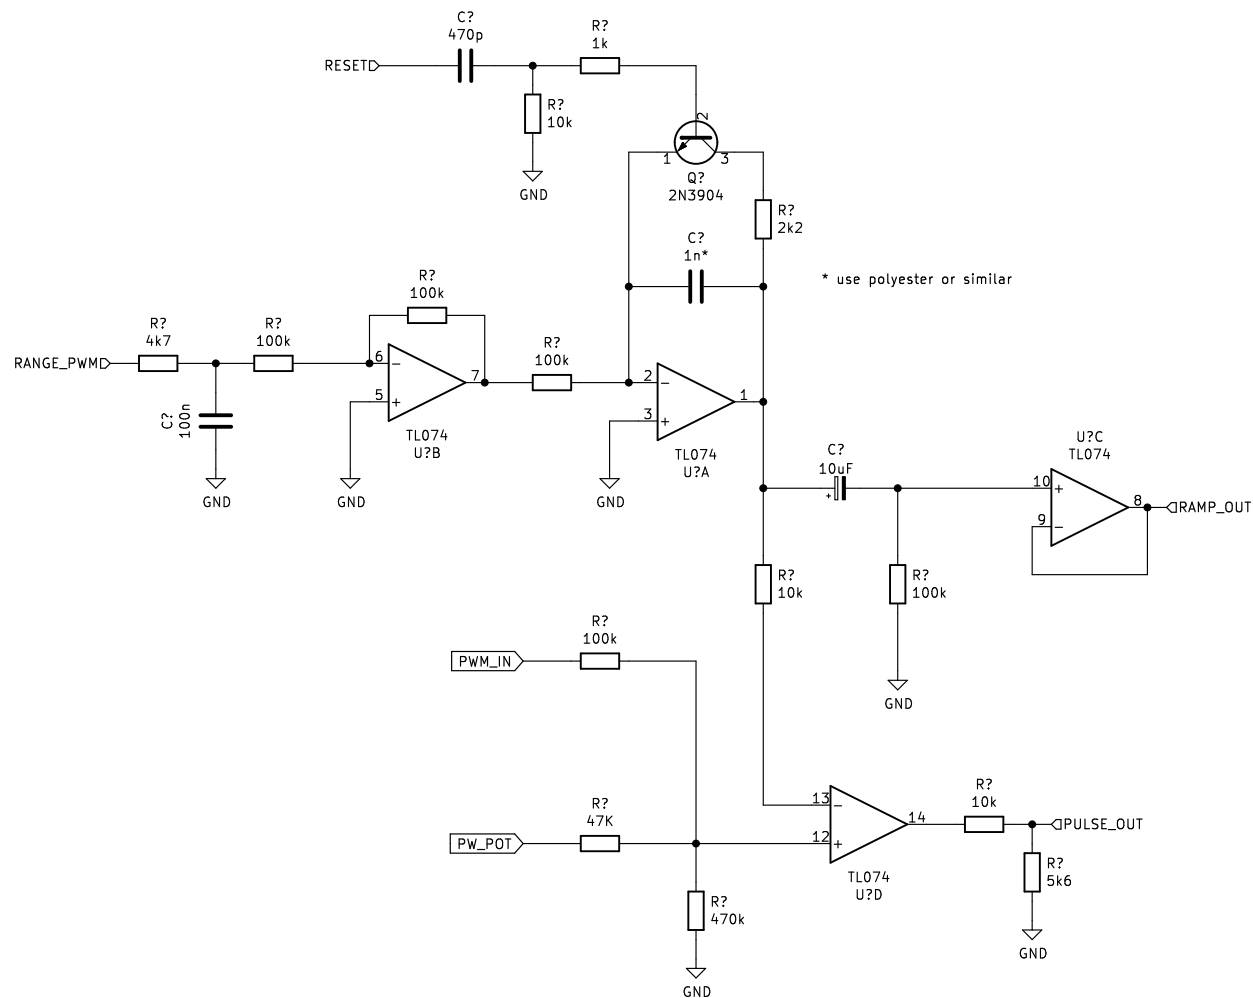 C?
470p
R?
1k
RESET
R?
10k
GND
2
1
3
Q?
2N3904
R?
2k2
C?
1n*
* use polyester or similar
R?
100k
R?
4k7
R?
100k
RANGE_PWM
6
-
5
+
7
TL074
U?B
C?
100n
GND
GND
R?
100k
2
-
3
+
1
TL074
U?A
GND
C?
10uF
+
U?C
TL074
10
+
9
-
8
RAMP_OUT
R?
10k
R?
100k
GND
R?
100k
PWM_IN
R?
47K
PW_POT
R?
470k
GND
13
-
12
+
14
TL074
U?D
R?
10k
PULSE_OUT
R?
5k6
GND